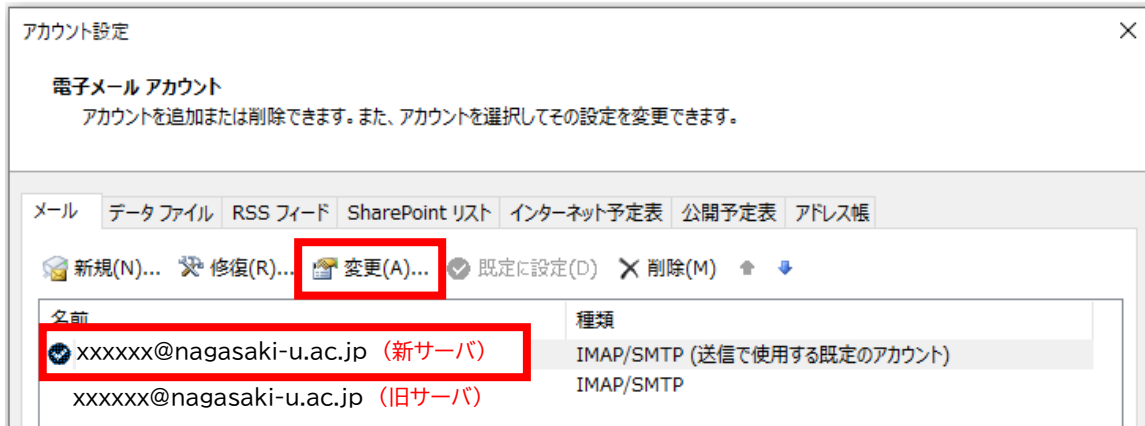 アカウント設定
電子メール アカウント
アカウントを追加または削除できます。また、アカウントを選択してその設定を変更できます。
メール データ ファイル RSS フィード SharePoint リスト インターネット予定表 公開予定表 アドレス帳
新規(N)... 修復(R)... 変更(A)... 既定に設定(D) 削除(M)
名前 種類
xxxxxx@nagasaki-u.ac.jp（新サーバ） IMAP/SMTP (送信で使用する既定のアカウント)
xxxxxx@nagasaki-u.ac.jp（旧サーバ） IMAP/SMTP